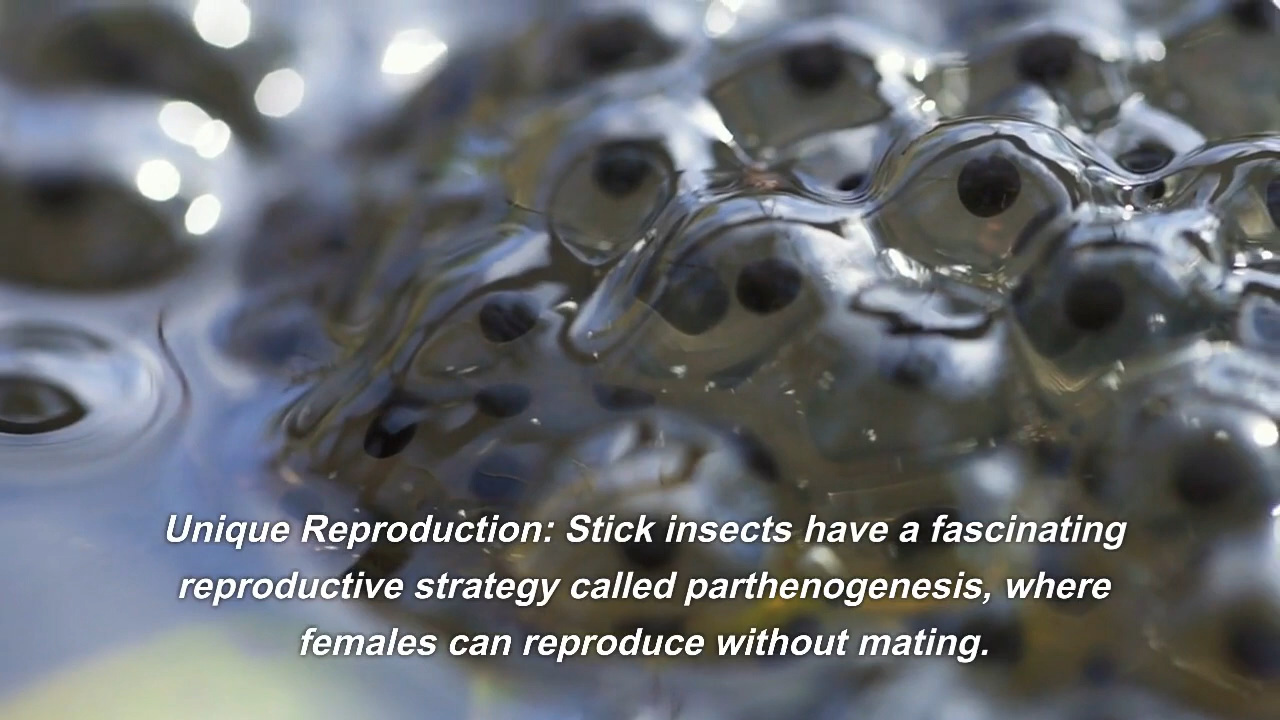 Unique Reproduction: Stick insects have a fascinating
reproductive strategy called parthenogenesis, where
females can reproduce without mating.